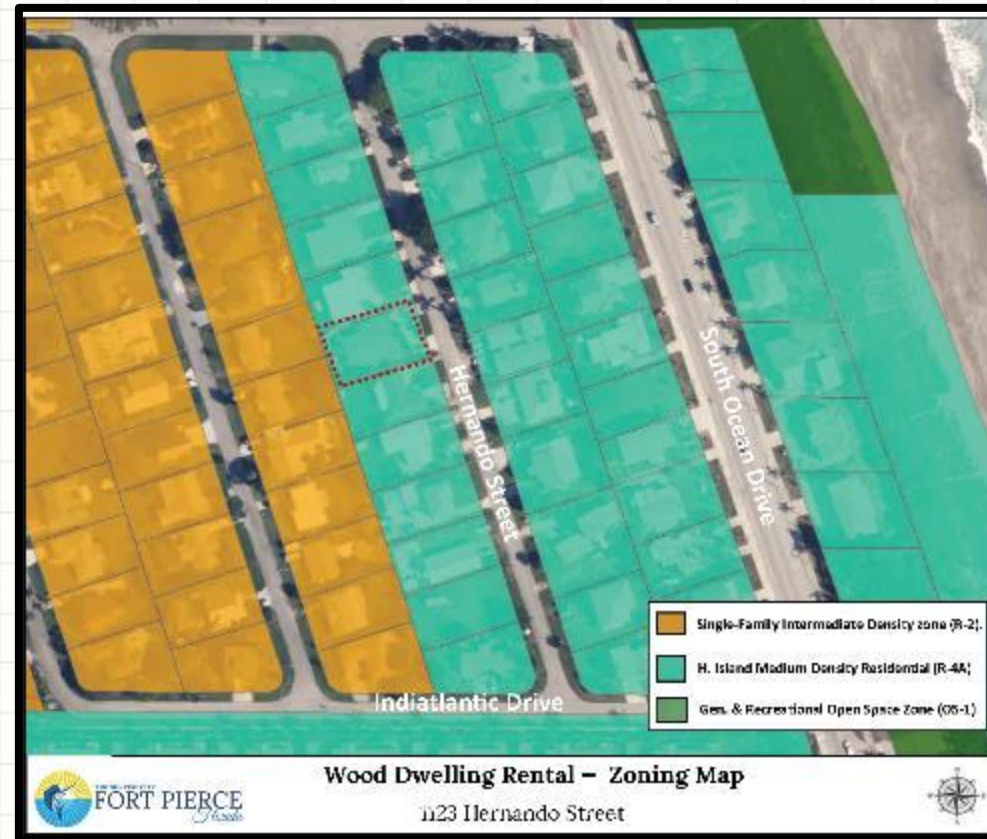 Hernando Street
South Ocean Drive
Indiatlantic Drive
Single-Family Intermediate Density zone (R-2).
H. Island Medium Density Residential (R-4A)
Gen. & Recreational Open Space Zone (OS-1)
FORT PIERCE
Florida
Wood Dwelling Rental – Zoning Map
1123 Hernando Street